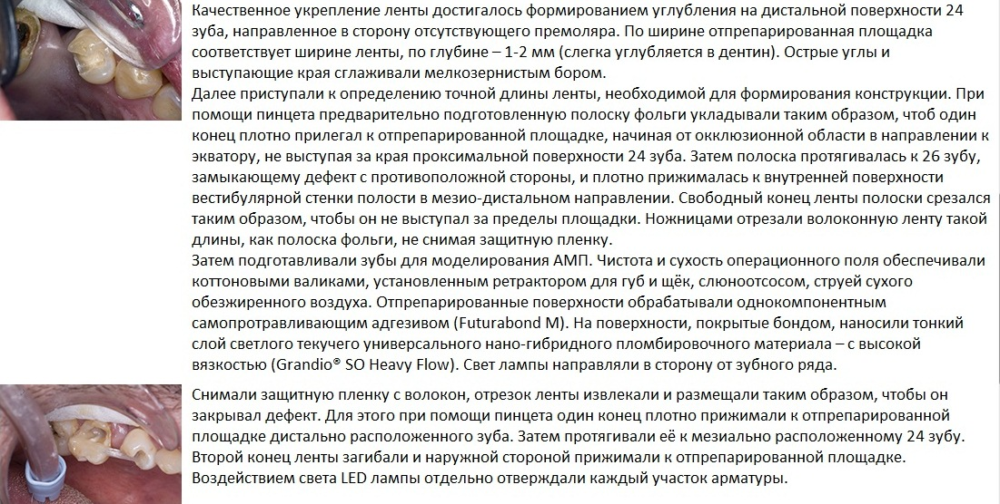 Качественное укрепление ленты достигалось формированием углубления на дистальной поверхности 24
зуба, направленное в сторону отсутствующего премоляра. По ширине отпрепарированная площадка
соответствует ширине ленты, по глубине – 1-2 мм (слегка углубляется в дентин). Острые углы и
выступающие края сглаживали мелкозернистым бором.
Далее приступали к определению точной длины ленты, необходимой для формирования конструкции. При
помощи пинцета предварительно подготовленную полоску фольги укладывали таким образом, чтоб один
конец плотно прилегал к отпрепарированной площадке, начиная от окклюзионной области в направлении к
экватору, не выступая за края проксимальной поверхности 24 зуба. Затем полоска протягивалась к 26 зубу,
замыкающему дефект с противоположной стороны, и плотно прижималась к внутренней поверхности
вестибулярной стенки полости в мезио-дистальном направлении. Свободный конец ленты полоски срезался
таким образом, чтобы он не выступал за пределы площадки. Ножницами отрезали волоконную ленту такой
длины, как полоска фольги, не снимая защитную пленку.
Затем подготавливали зубы для моделирования АМП. Чистота и сухость операционного поля обеспечивали
коттоновыми валиками, установленным ретрактором для губ и щёк, слюноотсосом, струей сухого
обезжиренного воздуха. Отпрепарированные поверхности обрабатывали однокомпонентным
самопротравливающим адгезивом (Futurabond M). На поверхности, покрытые бондом, наносили тонкий
слой светлого текучего универсального нано-гибридного пломбировочного материала – с высокой
вязкостью (Grandio® SO Heavy Flow). Свет лампы направляли в сторону от зубного ряда.
Снимали защитную пленку с волокон, отрезок ленты извлекали и размещали таким образом, чтобы он
закрывал дефект. Для этого при помощи пинцета один конец плотно прижимали к отпрепарированной
площадке дистально расположенного зуба. Затем протягивали её к мезиально расположенному 24 зубу.
Второй конец ленты загибали и наружной стороной прижимали к отпрепарированной площадке.
Воздействием света LED лампы отдельно отверждали каждый участок арматуры.